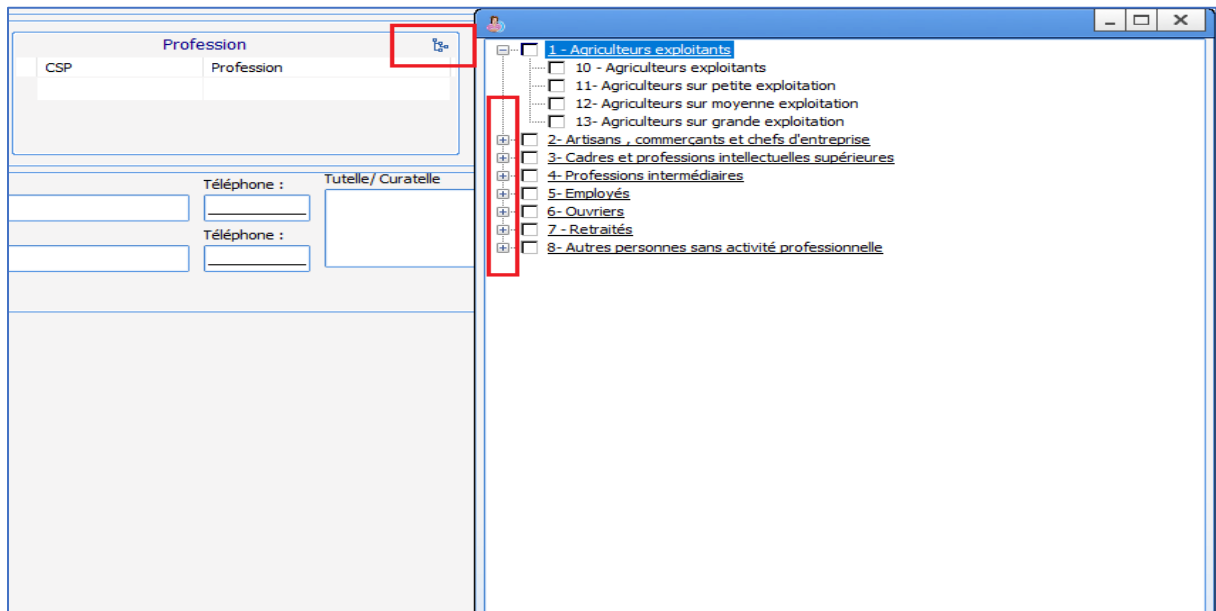 Profession
CSP Profession
Téléphone : Tutelle/ Curatelle
Téléphone :
1 - Agriculteurs exploitants
10 - Agriculteurs exploitants
11- Agriculteurs sur petite exploitation
12- Agriculteurs sur moyenne exploitation
13- Agriculteurs sur grande exploitation
2- Artisans , commerçants et chefs d'entreprise
3- Cadres et professions intellectuelles supérieures
4- Professions intermédiaires
5- Employés
6- Ouvriers
7 - Retraités
8- Autres personnes sans activité professionnelle